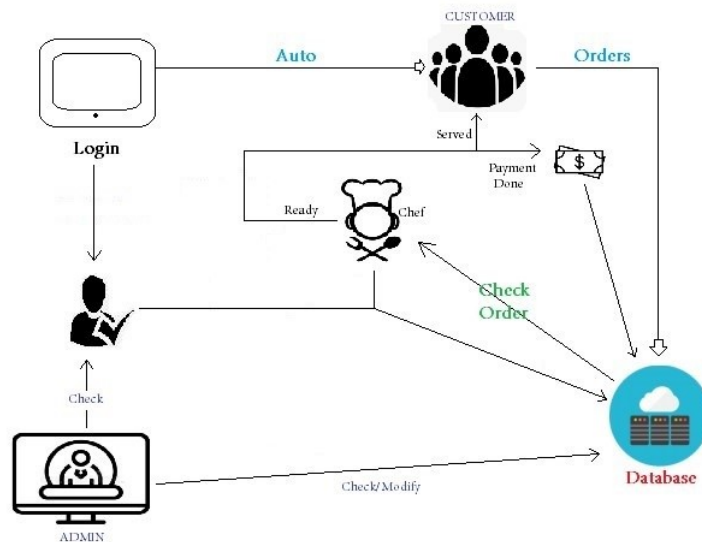 CUSTOMER
Auto
Orders
Login
Served
Payment
Done
$
Ready
Chef
Check
Order
Check
Database
Check/Modify
ADMIN